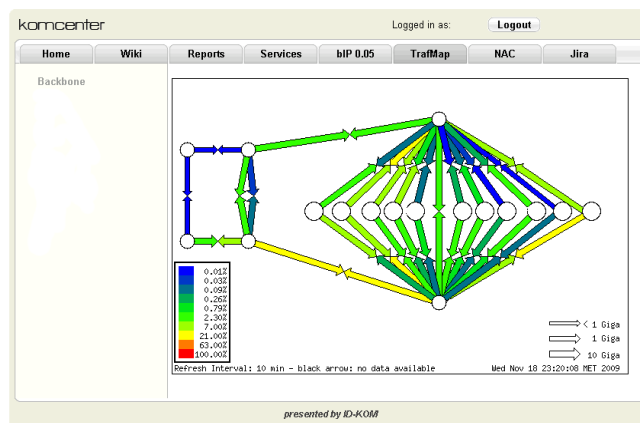 komcenter
Logged in as: Logout
Home Wiki Reports Services bIP 0.05 TrafMap NAC Jira
Backbone
0.01%
0.03%
0.09%
0.26%
0.79%
2.30%
7.00%
21.00%
63.00%
100.00%
< 1 Giga
1 Giga
10 Giga
Refresh Interval: 10 min - black arrow: no data available Wed Nov 18 23:20:08 MET 2009
presented by ID-KOM